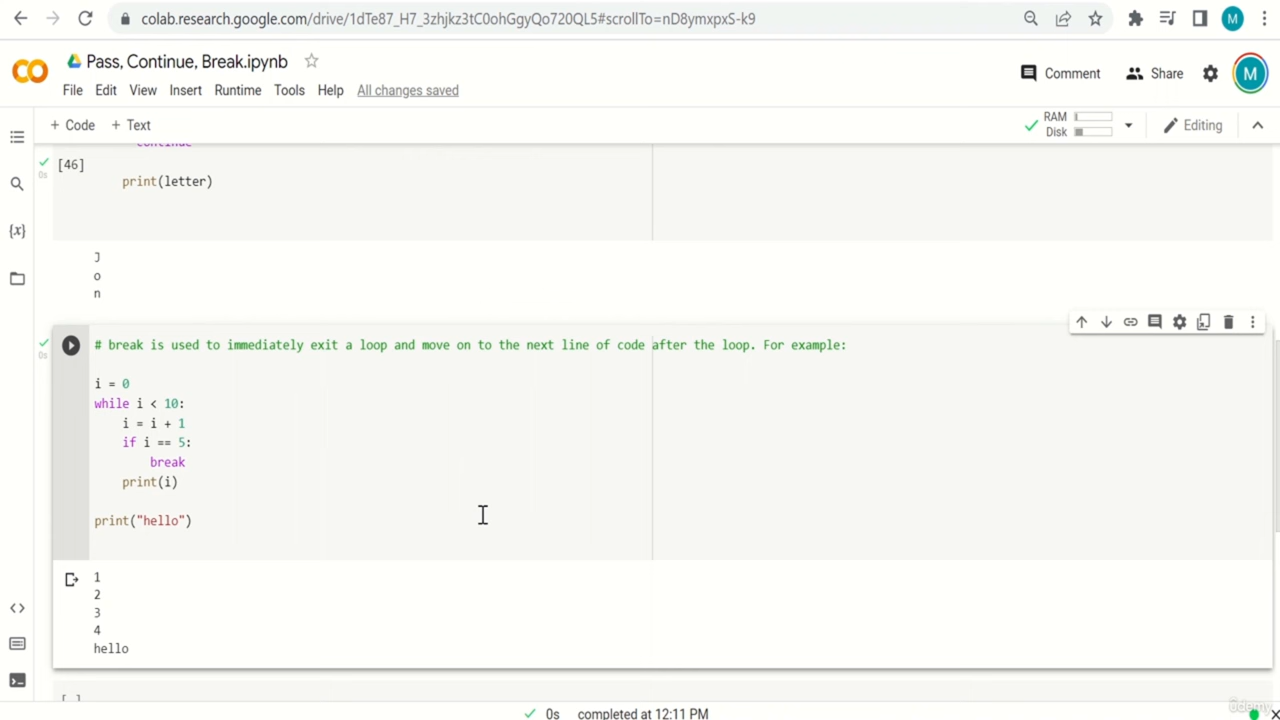 colab.research.google.com/drive/1dTe87_H7_3zhjkz3tC0ohGgyQo720QL5#scrollTo=nD8ymxpxS-k9
M
CO
Pass, Continue, Break.ipynb
Comment
Share
M
File Edit View Insert Runtime Tools Help All changes saved
+ Code + Text
RAM
Disk
Editing
continue
0s
[46]
print(letter)
{x}
J
o
n
0s
# break is used to immediately exit a loop and move on to the next line of code after the loop. For example:
i = 0
while i < 10:
    i = i + 1
    if i == 5:
        break
    print(i)
print("hello")
1
2
3
4
hello
[ ]
0s completed at 12:11 PM
Udemy